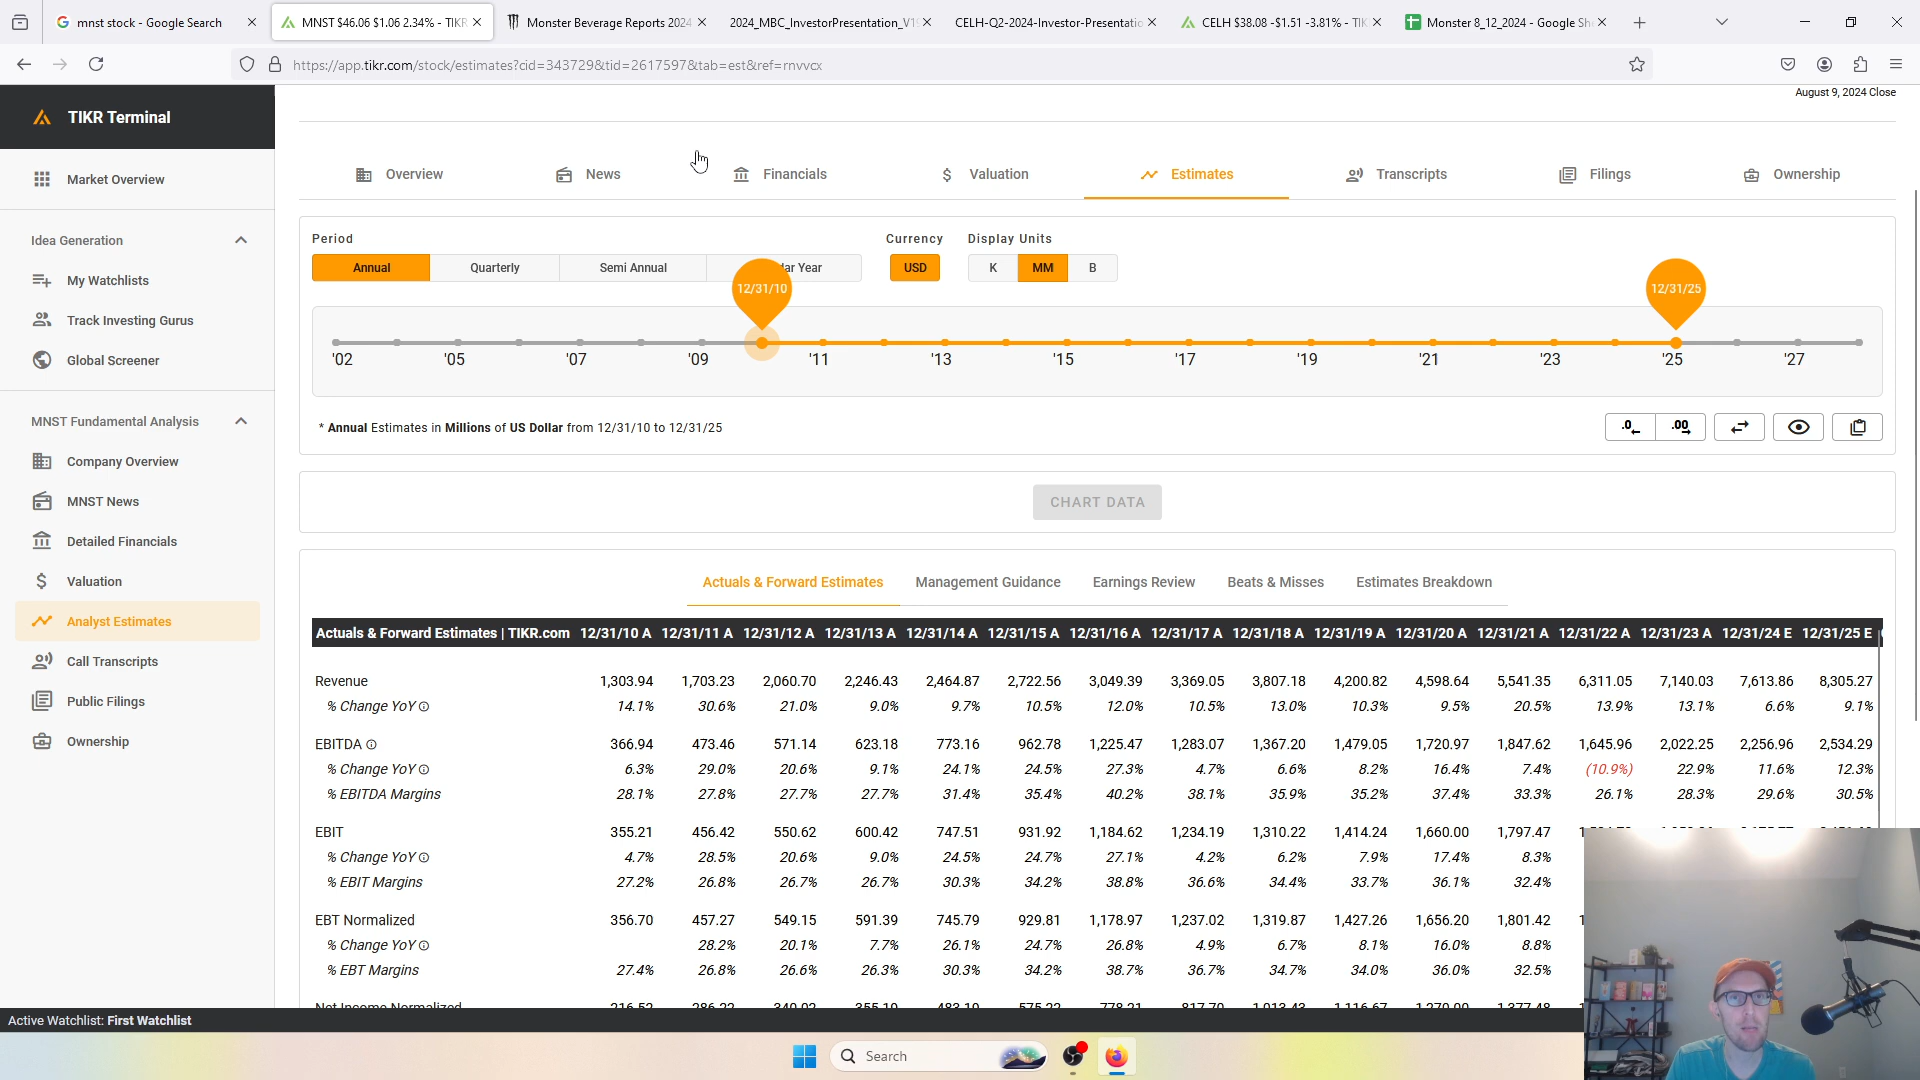 mnst stock - Google Search
MNST $46.06 $1.06 2.34% - TIKR
Monster Beverage Reports 2024
2024_MBC_InvestorPresentation_V1
CELH-Q2-2024-Investor-Presentatio
CELH $38.08 -$1.51 -3.81% - TIK
Monster 8_12_2024 - Google Sh
https://app.tikr.com/stock/estimates?cid=343729&tid=2617597&tab=est&ref=rnvvcx
TIKR Terminal
August 9, 2024 Close
Market Overview
Idea Generation
My Watchlists
Track Investing Gurus
Global Screener
MNST Fundamental Analysis
Company Overview
MNST News
Detailed Financials
Valuation
Analyst Estimates
Call Transcripts
Public Filings
Ownership
Overview News Financials Valuation Estimates Transcripts Filings Ownership
Period Currency Display Units
Annual Quarterly Semi Annual ar Year USD K MM B
12/31/10 12/31/25
'02 '05 '07 '09 '11 '13 '15 '17 '19 '21 '23 '25 '27
* Annual Estimates in Millions of US Dollar from 12/31/10 to 12/31/25
.0 .00
CHART DATA
Actuals & Forward Estimates Management Guidance Earnings Review Beats & Misses Estimates Breakdown
Actuals & Forward Estimates | TIKR.com 12/31/10 A 12/31/11 A 12/31/12 A 12/31/13 A 12/31/14 A 12/31/15 A 12/31/16 A 12/31/17 A 12/31/18 A 12/31/19 A 12/31/20 A 12/31/21 A 12/31/22 A 12/31/23 A 12/31/24 E 12/31/25 E
Revenue 1,303.94 1,703.23 2,060.70 2,246.43 2,464.87 2,722.56 3,049.39 3,369.05 3,807.18 4,200.82 4,598.64 5,541.35 6,311.05 7,140.03 7,613.86 8,305.27
% Change YoY 14.1% 30.6% 21.0% 9.0% 9.7% 10.5% 12.0% 10.5% 13.0% 10.3% 9.5% 20.5% 13.9% 13.1% 6.6% 9.1%
EBITDA 366.94 473.46 571.14 623.18 773.16 962.78 1,225.47 1,283.07 1,367.20 1,479.05 1,720.97 1,847.62 1,645.96 2,022.25 2,256.96 2,534.29
% Change YoY 6.3% 29.0% 20.6% 9.1% 24.1% 24.5% 27.3% 4.7% 6.6% 8.2% 16.4% 7.4% (10.9%) 22.9% 11.6% 12.3%
% EBITDA Margins 28.1% 27.8% 27.7% 27.7% 31.4% 35.4% 40.2% 38.1% 35.9% 35.2% 37.4% 33.3% 26.1% 28.3% 29.6% 30.5%
EBIT 355.21 456.42 550.62 600.42 747.51 931.92 1,184.62 1,234.19 1,310.22 1,414.24 1,660.00 1,797.47
% Change YoY 4.7% 28.5% 20.6% 9.0% 24.5% 24.7% 27.1% 4.2% 6.2% 7.9% 17.4% 8.3%
% EBIT Margins 27.2% 26.8% 26.7% 26.7% 30.3% 34.2% 38.8% 36.6% 34.4% 33.7% 36.1% 32.4%
EBT Normalized 356.70 457.27 549.15 591.39 745.79 929.81 1,178.97 1,237.02 1,319.87 1,427.26 1,656.20 1,801.42
% Change YoY 28.2% 20.1% 7.7% 26.1% 24.7% 26.8% 4.9% 6.7% 8.1% 16.0% 8.8%
% EBT Margins 27.4% 26.8% 26.6% 26.3% 30.3% 34.2% 38.7% 36.7% 34.7% 34.0% 36.0% 32.5%
Net Income Normalized
Active Watchlist: First Watchlist
Search